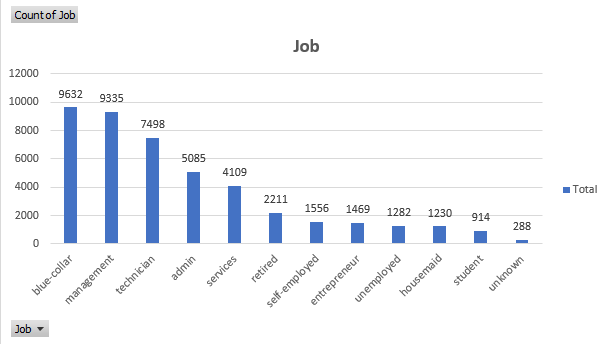 Count of Job
Job
12000
10000
8000
6000
4000
2000
0
9632
9335
7498
5085
4109
2211
1556
1469
1282
1230
914
288
blue-collar
management
technician
admin
services
retired
self-employed
entrepreneur
unemployed
housemaid
student
unknown
Total
Job